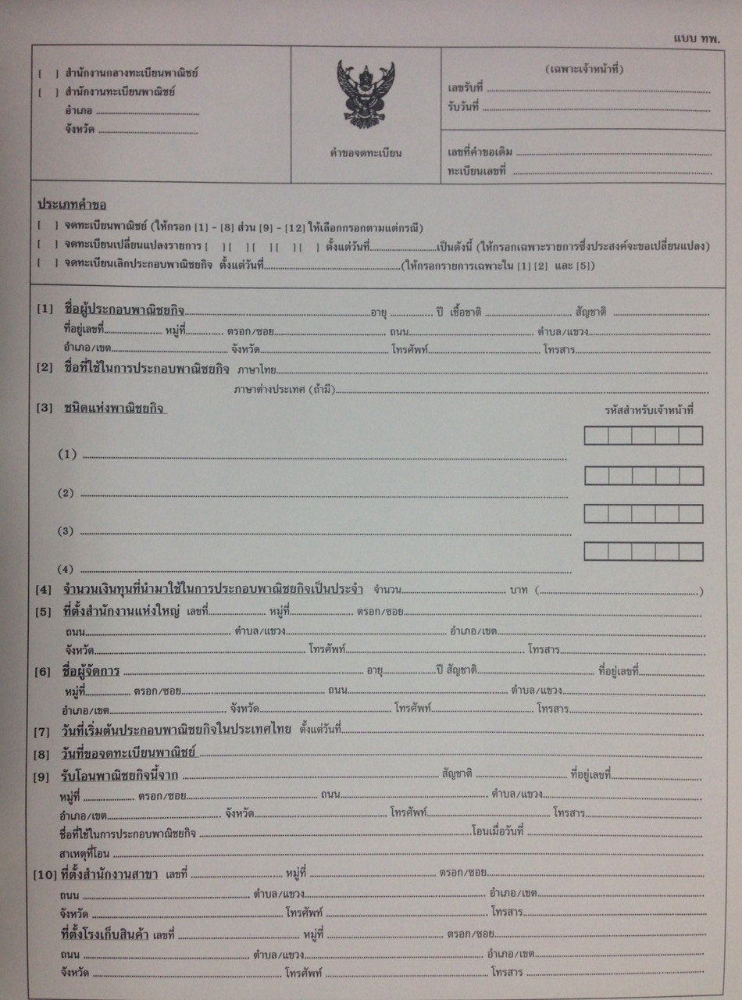 แบบ ทพ.
[ ] สำนักงานกลางทะเบียนพาณิชย์
[ ] สำนักงานทะเบียนพาณิชย์
อำเภอ ..............................
จังหวัด ..............................
คำขอจดทะเบียน
(เฉพาะเจ้าหน้าที่)
เลขรับที่ ..............................
รับวันที่ ..............................
เลขที่คำขอเดิม ..............................
ทะเบียนเลขที่ ..............................
ประเภทคำขอ
[ ] จดทะเบียนพาณิชย์ (ให้กรอก [1] - [8] ส่วน [9] - [12] ให้เลือกกรอกตามแต่กรณี)
[ ] จดทะเบียนเปลี่ยนแปลงรายการ [ ] [ ] [ ] [ ] [ ] ตั้งแต่วันที่....................เป็นดังนี้ (ให้กรอกเฉพาะรายการซึ่งประสงค์จะขอเปลี่ยนแปลง)
[ ] จดทะเบียนเลิกประกอบพาณิชยกิจ ตั้งแต่วันที่....................(ให้กรอกรายการเฉพาะใน [1] [2] และ [5])
[1] ชื่อผู้ประกอบพาณิชยกิจ....................อายุ .......... ปี เชื้อชาติ .................... สัญชาติ ....................
ที่อยู่เลขที่.................... หมู่ที่.................... ตรอก/ซอย.................... ถนน.................... ตำบล/แขวง....................
อำเภอ/เขต.................... จังหวัด....................โทรศัพท์.................... โทรสาร....................
[2] ชื่อที่ใช้ในการประกอบพาณิชยกิจ ภาษาไทย....................
ภาษาต่างประเทศ (ถ้ามี)....................
[3] ชนิดแห่งพาณิชยกิจ รหัสสำหรับเจ้าหน้าที่
(1) ....................
(2) ....................
(3) ....................
(4) ....................
[4] จำนวนเงินทุนที่นำมาใช้ในการประกอบพาณิชยกิจเป็นประจำ จำนวน.................... บาท (....................)
[5] ที่ตั้งสำนักงานแห่งใหญ่ เลขที่.................... หมู่ที่.................... ตรอก/ซอย....................
ถนน.................... ตำบล/แขวง.................... อำเภอ/เขต....................
จังหวัด.................... โทรศัพท์.................... โทรสาร....................
[6] ชื่อผู้จัดการ .................... อายุ....................ปี สัญชาติ.................... ที่อยู่เลขที่....................
หมู่ที่.................... ตรอก/ซอย.................... ถนน.................... ตำบล/แขวง....................
อำเภอ/เขต.................... จังหวัด.................... โทรศัพท์.................... โทรสาร....................
[7] วันที่เริ่มต้นประกอบพาณิชยกิจในประเทศไทย ตั้งแต่วันที่....................
[8] วันที่ขอจดทะเบียนพาณิชย์....................
[9] รับโอนพาณิชยกิจนี้จาก .................... สัญชาติ .................... ที่อยู่เลขที่....................
หมู่ที่ .................... ตรอก/ซอย.................... ถนน.................... ตำบล/แขวง....................
อำเภอ/เขต.................... จังหวัด.................... โทรศัพท์.................... โทรสาร....................
ชื่อที่ใช้ในการประกอบพาณิชยกิจ ....................โอนเมื่อวันที่ ....................
สาเหตุที่โอน ....................
[10] ที่ตั้งสำนักงานสาขา เลขที่ .................... หมู่ที่ .................... ตรอก/ซอย....................
ถนน .................... ตำบล/แขวง.................... อำเภอ/เขต....................
จังหวัด .................... โทรศัพท์ .................... โทรสาร....................
ที่ตั้งโรงเก็บสินค้า เลขที่ .................... หมู่ที่ .................... ตรอก/ซอย....................
ถนน .................... ตำบล/แขวง.................... อำเภอ/เขต....................
จังหวัด .................... โทรศัพท์ .................... โทรสาร ....................